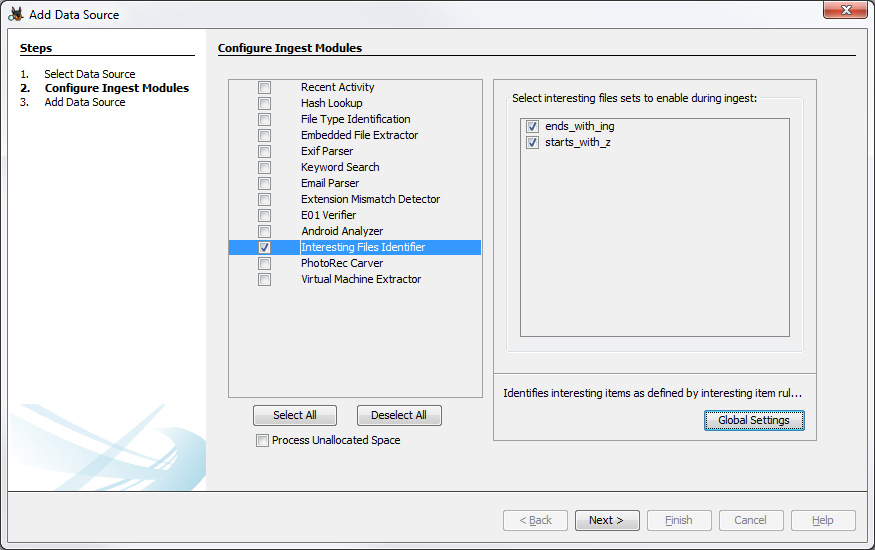 Add Data Source
Steps
1. Select Data Source
2. Configure Ingest Modules
3. Add Data Source
Configure Ingest Modules
Recent Activity
Hash Lookup
File Type Identification
Embedded File Extractor
Exif Parser
Keyword Search
Email Parser
Extension Mismatch Detector
E01 Verifier
Android Analyzer
Interesting Files Identifier
PhotoRec Carver
Virtual Machine Extractor
Select All
Deselect All
Process Unallocated Space
Select interesting files sets to enable during ingest:
ends_with_ing
starts_with_z
Identifies interesting items as defined by interesting item rul...
Global Settings
< Back
Next >
Finish
Cancel
Help